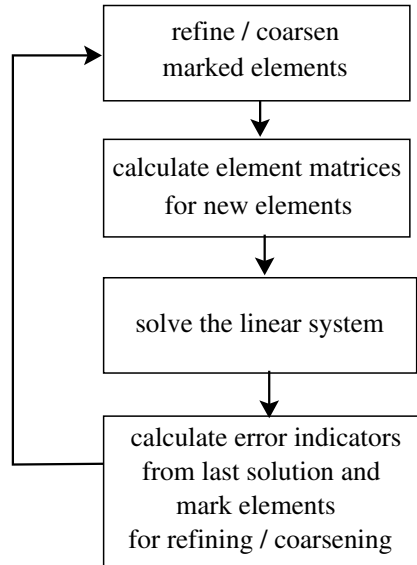 refine / coarsen
marked elements
calculate element matrices
for new elements
solve the linear system
calculate error indicators
from last solution and
mark elements
for refining / coarsening